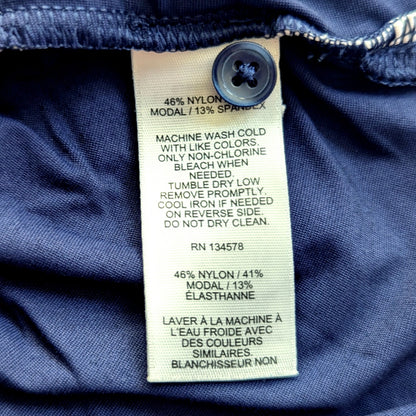 46% NYLON
MODAL / 13% SPANDEX
MACHINE WASH COLD
WITH LIKE COLORS.
ONLY NON-CHLORINE
BLEACH WHEN
NEEDED.
TUMBLE DRY LOW
REMOVE PROMPTLY.
COOL IRON IF NEEDED
ON REVERSE SIDE.
DO NOT DRY CLEAN.
RN 134578
46% NYLON / 41%
MODAL / 13%
ÉLASTHANNE
LAVER À LA MACHINE À
L'EAU FROIDE AVEC
DES COULEURS
SIMILAIRES.
BLANCHISSEUR NON